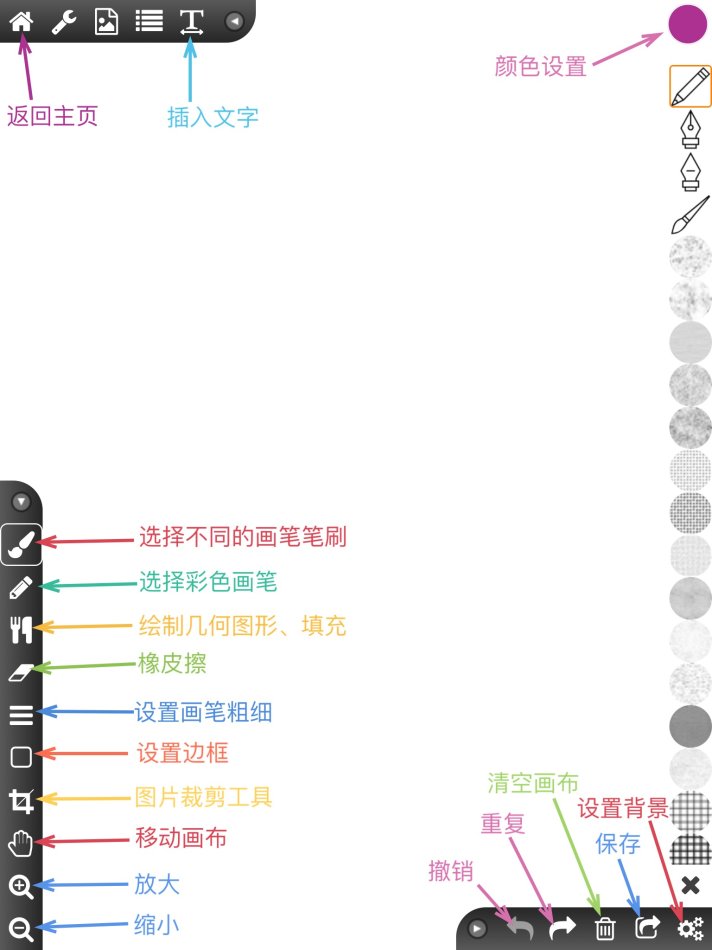 颜色设置
返回主页
插入文字
选择不同的画笔笔刷
选择彩色画笔
绘制几何图形、填充
橡皮擦
设置画笔粗细
设置边框
图片裁剪工具
移动画布
放大
缩小
清空画布
设置背景
重复
保存
撤销